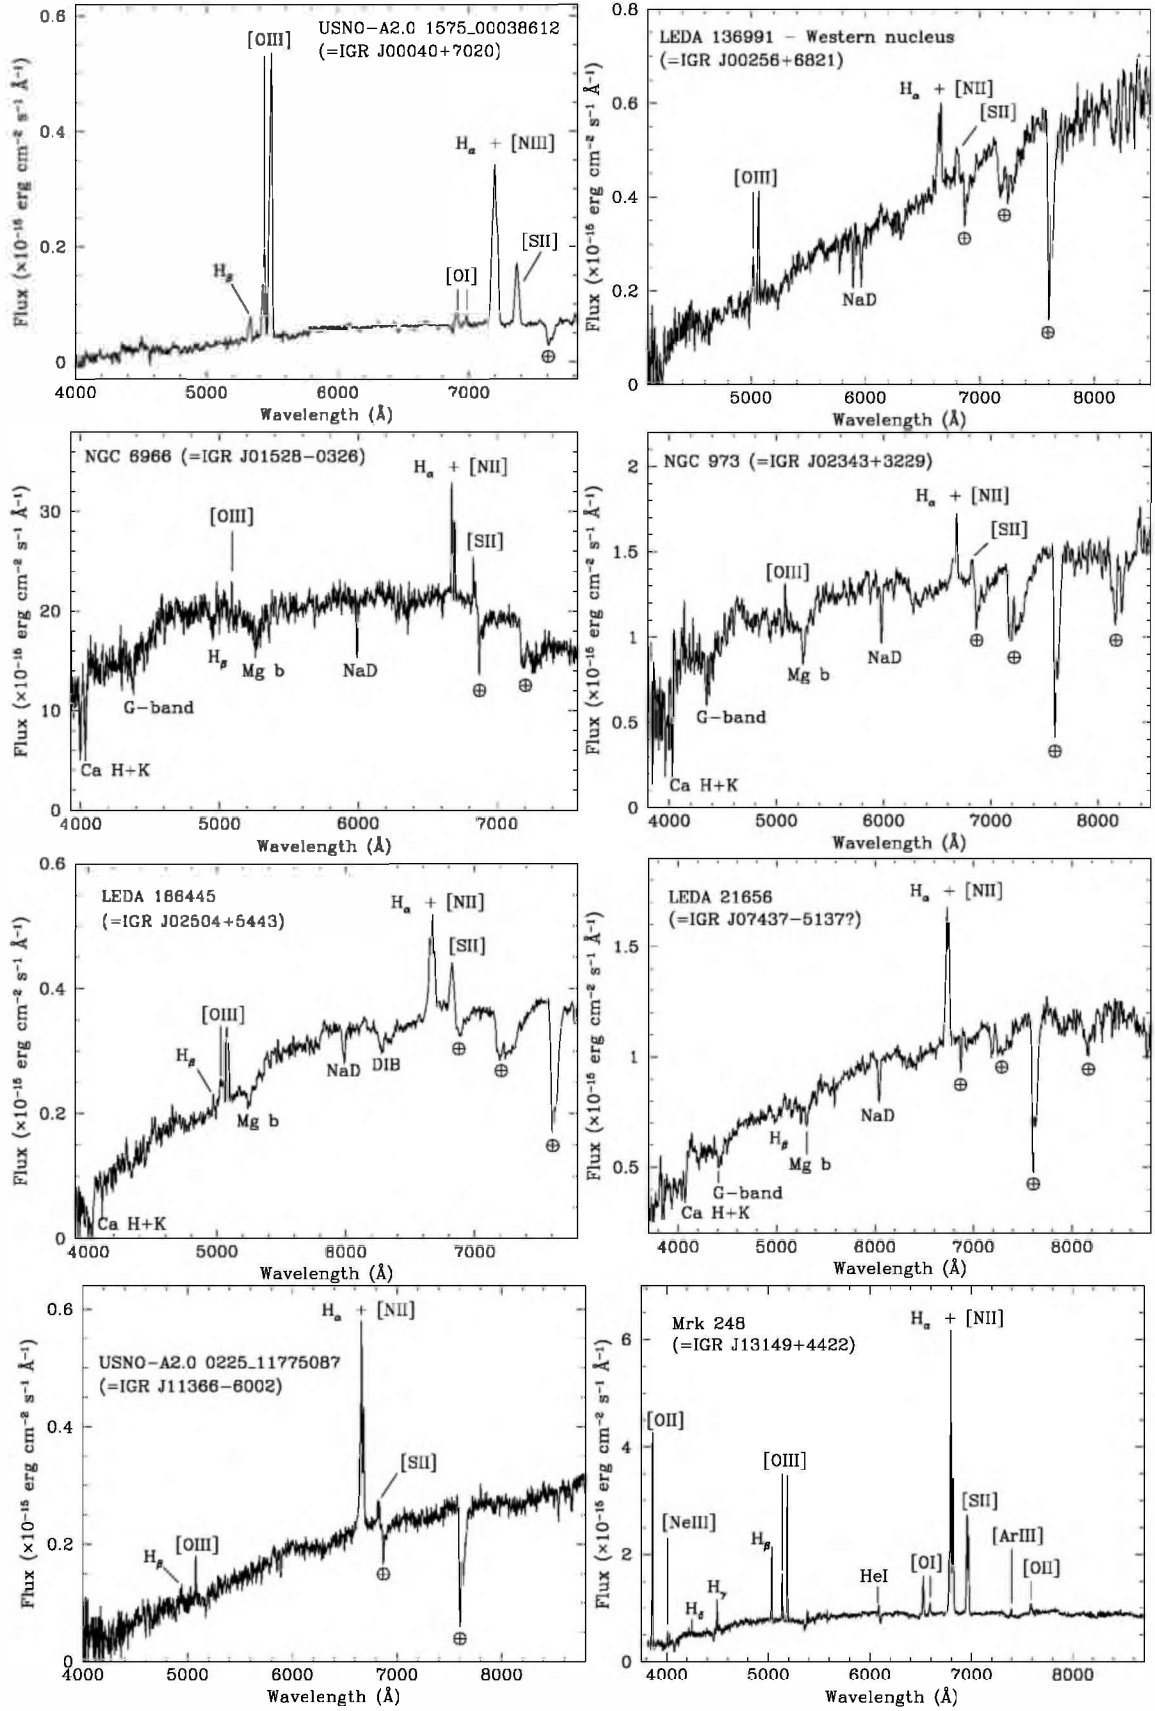 USNO−A2.0 1575_00038612
(=IGR J00040+7020)
[OIII]
Hα + [NIII]
[SII]
Hβ
[OI]
⊕
0.6
0.4
0.2
0
4000 5000 6000 7000
Wavelength (Å)
Flux (×10⁻¹⁵ erg cm⁻² s⁻¹ Å⁻¹)
LEDA 136991 − Western nucleus
(=IGR J00256+6821)
Hα + [NII]
[SII]
[OIII]
NaD
⊕
⊕
⊕
0.8
0.6
0.4
0.2
0
5000 6000 7000 8000
Wavelength (Å)
Flux (×10⁻¹⁵ erg cm⁻² s⁻¹ Å⁻¹)
NGC 6966 (=IGR J01528−0326)
Hα + [NII]
[OIII]
[SII]
Hβ
Mg b
NaD
⊕
⊕
G−band
Ca H+K
30
20
10
0
4000 5000 6000 7000
Wavelength (Å)
Flux (×10⁻¹⁵ erg cm⁻² s⁻¹ Å⁻¹)
NGC 973 (=IGR J02343+3229)
Hα + [NII]
[SII]
[OIII]
Mg b
NaD
⊕
⊕
⊕
⊕
G−band
Ca H+K
2
1.5
1
0.5
0
4000 5000 6000 7000 8000
Wavelength (Å)
Flux (×10⁻¹⁵ erg cm⁻² s⁻¹ Å⁻¹)
LEDA 166445
(=IGR J02504+5443)
Hα + [NII]
[SII]
[OIII]
Hβ
Mg b
NaD
DIB
⊕
⊕
⊕
Ca H+K
0.6
0.4
0.2
0
4000 5000 6000 7000
Wavelength (Å)
Flux (×10⁻¹⁵ erg cm⁻² s⁻¹ Å⁻¹)
LEDA 21656
(=IGR J07437−5137?)
Hα + [NII]
Hβ
Mg b
NaD
⊕
⊕
⊕
⊕
G−band
Ca H+K
1.5
1
0.5
4000 5000 6000 7000 8000
Wavelength (Å)
Flux (×10⁻¹⁵ erg cm⁻² s⁻¹ Å⁻¹)
USNO−A2.0 0225_11775087
(=IGR J11366−6002)
Hα + [NII]
[SII]
Hβ
[OIII]
⊕
⊕
0.6
0.4
0.2
0
4000 5000 6000 7000 8000
Wavelength (Å)
Flux (×10⁻¹⁵ erg cm⁻² s⁻¹ Å⁻¹)
Mrk 248
(=IGR J13149+4422)
Hα + [NII]
[OII]
[OIII]
[NeIII]
Hβ
[SII]
[ArIII]
Hδ
Hγ
HeI
[OI]
[OII]
6
4
2
0
4000 5000 6000 7000 8000
Wavelength (Å)
Flux (×10⁻¹⁵ erg cm⁻² s⁻¹ Å⁻¹)